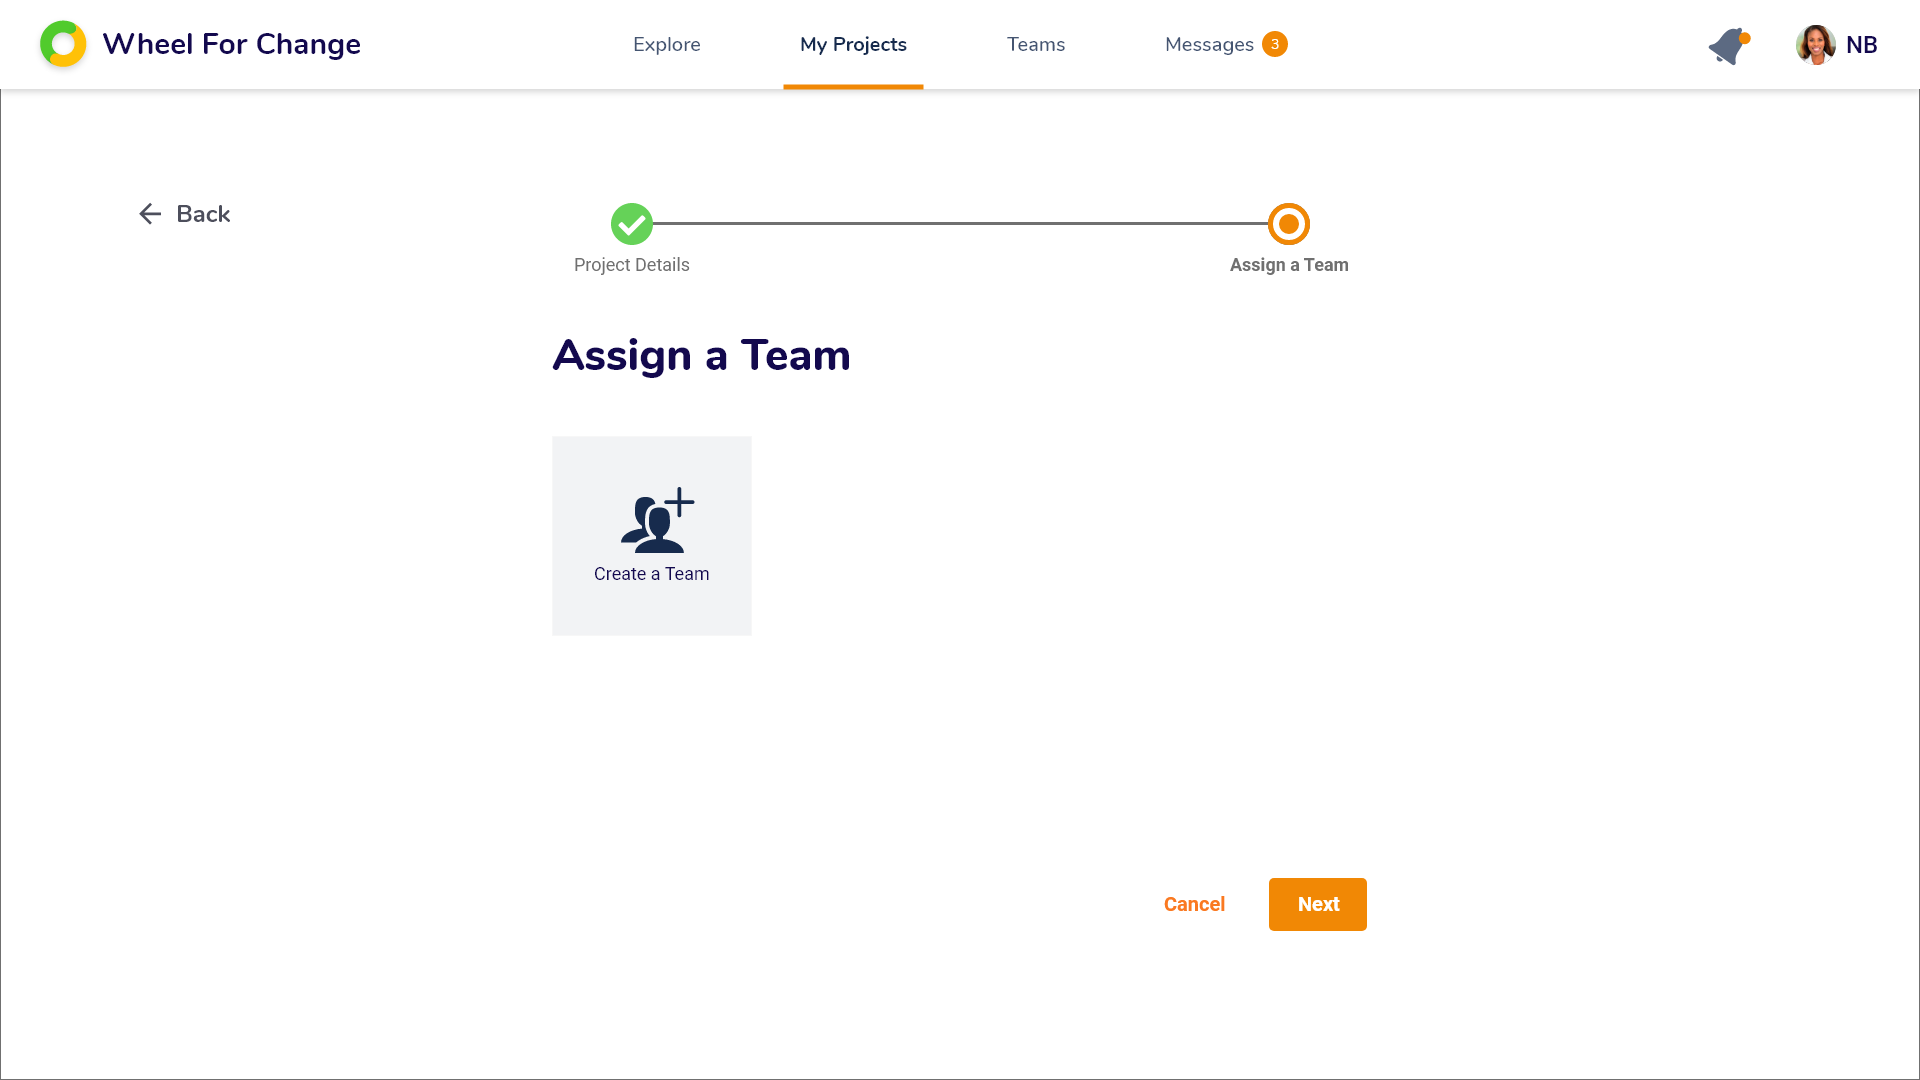 Wheel For Change
Explore
My Projects
Teams
Messages 3
NB
Back
Project Details
Assign a Team
Assign a Team
Create a Team
Cancel
Next